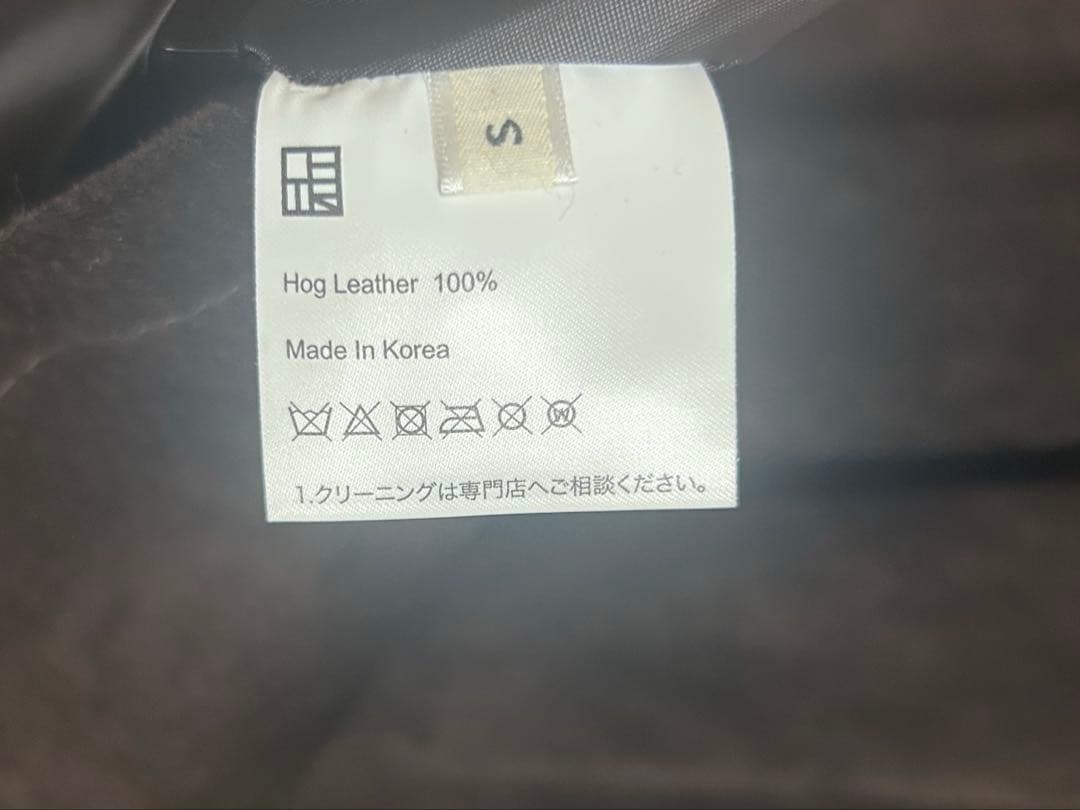 S
Hog Leather 100%
Made In Korea
1.クリーニングは専門店へご相談ください。